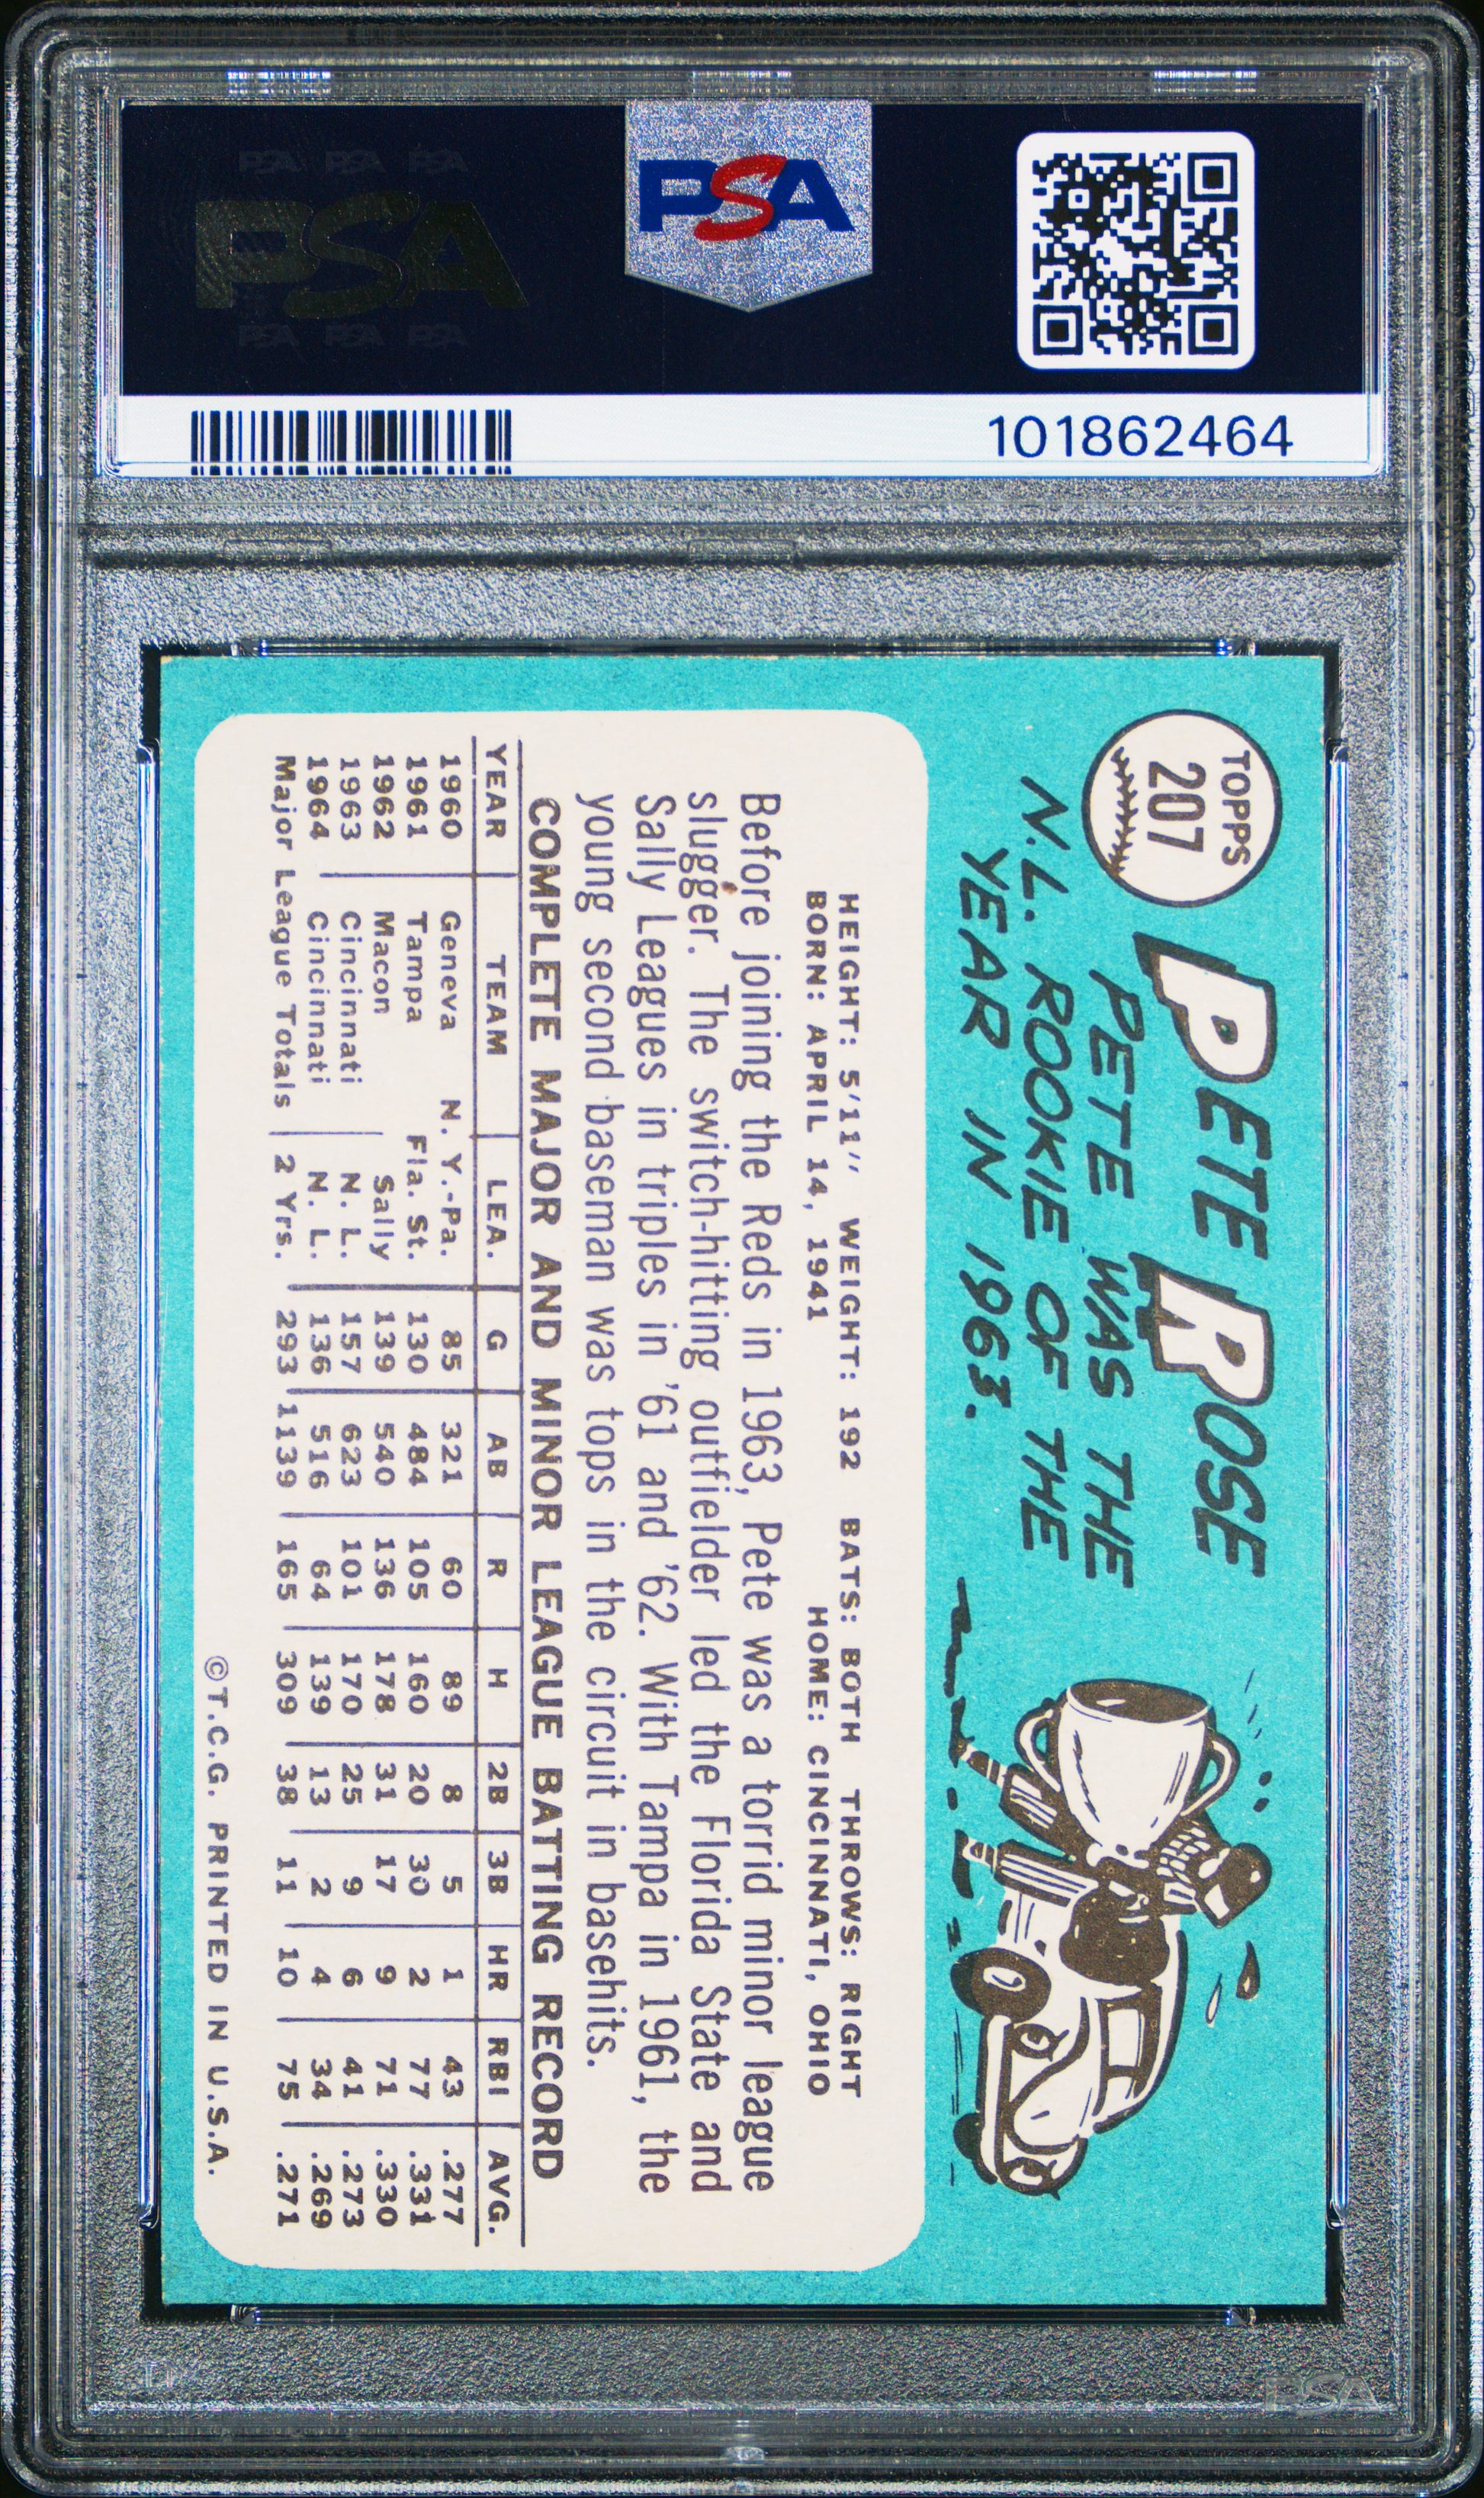 PSA PSA PSA
PSA
PSA PSA PSA
PSA
101862464
TOPPS
207
PETE ROSE
PETE WAS THE
N.L. ROOKIE OF THE
YEAR IN 1963.
HEIGHT: 5'11" WEIGHT: 192 BATS: BOTH THROWS: RIGHT
BORN: APRIL 14, 1941 HOME: CINCINNATI, OHIO
Before joining the Reds in 1963, Pete was a torrid minor league
slugger. The switch-hitting outfielder led the Florida State and
Sally Leagues in triples in '61 and '62. With Tampa in 1961, the
young second baseman was tops in the circuit in basehits.
COMPLETE MAJOR AND MINOR LEAGUE BATTING RECORD
YEAR TEAM LEA. G AB R H 2B 3B HR RBI AVG.
1960 Geneva N. Y.-Pa. 85 321 60 89 8 5 1 43 .277
1961 Tampa Fla. St. 130 484 105 160 20 30 2 77 .331
1962 Macon Sally 139 540 136 178 31 17 9 71 .330
1963 Cincinnati N. L. 157 623 101 170 25 9 6 41 .273
1964 Cincinnati N. L. 136 516 64 139 13 2 4 34 .269
Major League Totals 2 Yrs. 293 1139 165 309 38 11 10 75 .271
©T.C.G. PRINTED IN U.S.A.
PSA